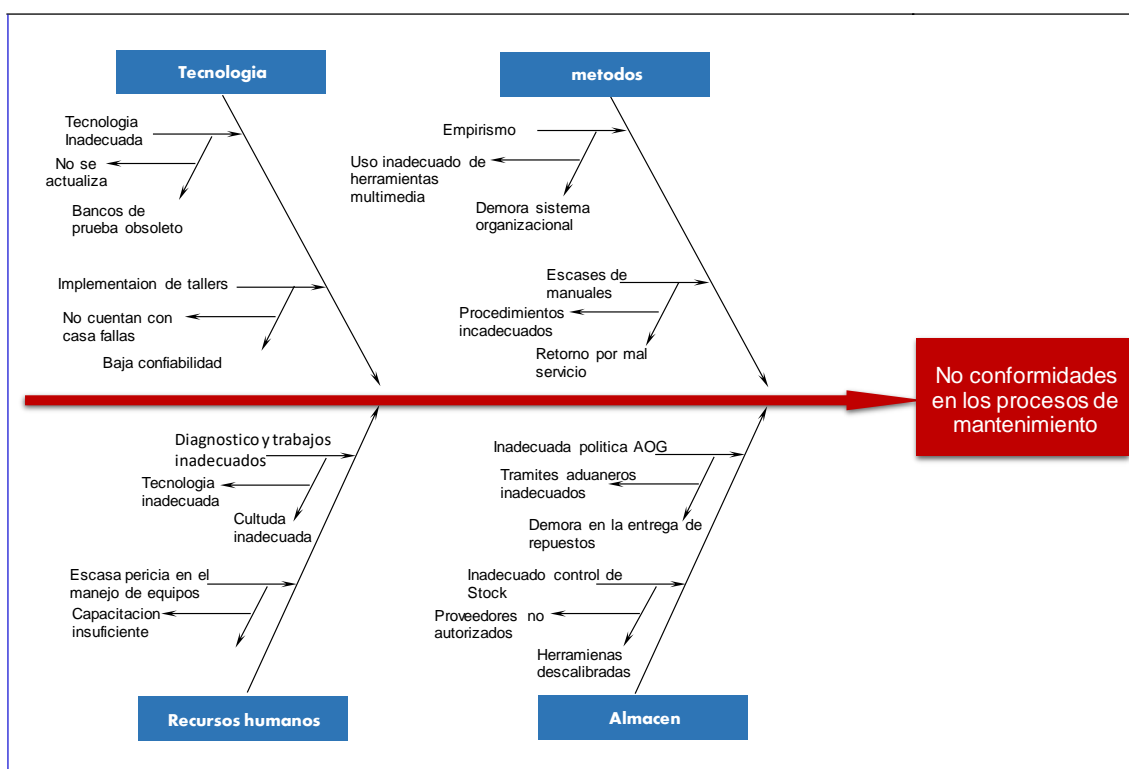 Tecnologia
metodos
Tecnologia
Inadecuada
No se
actualiza
Bancos de
prueba obsoleto
Implementaion de tallers
No cuentan con
casa fallas
Baja confiabilidad
Empirismo
Uso inadecuado de
herramientas
multimedia
Demora sistema
organizacional
Escases de
manuales
Procedimientos
incadecuados
Retorno por mal
servicio
No conformidades
en los procesos de
mantenimiento
Diagnostico y trabajos
inadecuados
Tecnologia
inadecuada
Cultuda
inadecuada
Escasa pericia en el
manejo de equipos
Capacitacion
insuficiente
Inadecuada politica AOG
Tramites aduaneros
inadecuados
Demora en la entrega de
repuestos
Inadecuado control de
Stock
Proveedores no
autorizados
Herramienas
descalibradas
Recursos humanos
Almacen